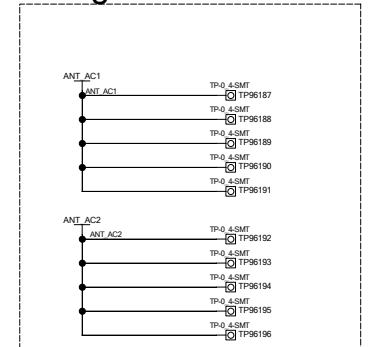 ANT_AC1
TP-0_4-SMT
ANT_AC1
TP96187
TP-0_4-SMT
TP96188
TP-0_4-SMT
TP96189
TP-0_4-SMT
TP96190
TP-0_4-SMT
TP96191
ANT_AC2
TP-0_4-SMT
ANT_AC2
TP96192
TP-0_4-SMT
TP96193
TP-0_4-SMT
TP96194
TP-0_4-SMT
TP96195
TP-0_4-SMT
TP96196